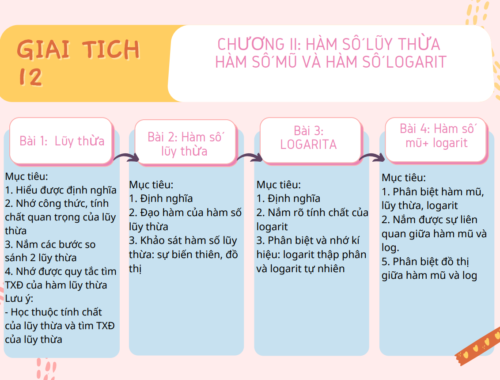 GIAI TICH
12
CHƯƠNG II: HÀM SỐ LŨY THỪA
HÀM SỐ MŨ VÀ HÀM SỐ LOGARIT
Bài 1: Lũy thừa
Mục tiêu:
1. Hiểu được định nghĩa
2. Nhớ công thức, tính
chất quan trọng của lũy
thừa
3. Nắm các bước so
sánh 2 lũy thừa
4. Nhớ được quy tắc tìm
TXĐ của hàm lũy thừa
Lưu ý:
- Học thuộc tính chất
của lũy thừa và tìm TXĐ
của lũy thừa
Bài 2: Hàm số
lũy thừa
Mục tiêu:
1. Định nghĩa
2. Đạo hàm của hàm số
lũy thừa
3. Khảo sát hàm số lũy
thừa: sự biến thiên, đồ
thị
Bài 3:
LOGARITA
Mục tiêu:
1. Định nghĩa
2. Nắm rõ tính chất của
logarit
3. Phân biệt và nhớ kí
hiệu: logarit thập phân
và logarit tự nhiên
Bài 4: Hàm số
mũ+ logarit
Mục tiêu:
1. Phân biệt hàm mũ,
lũy thừa, logarit
2. Nắm được sự liên
quan giữa hàm mũ và
log.
5. Phân biệt đồ thị
giữa hàm mũ và log